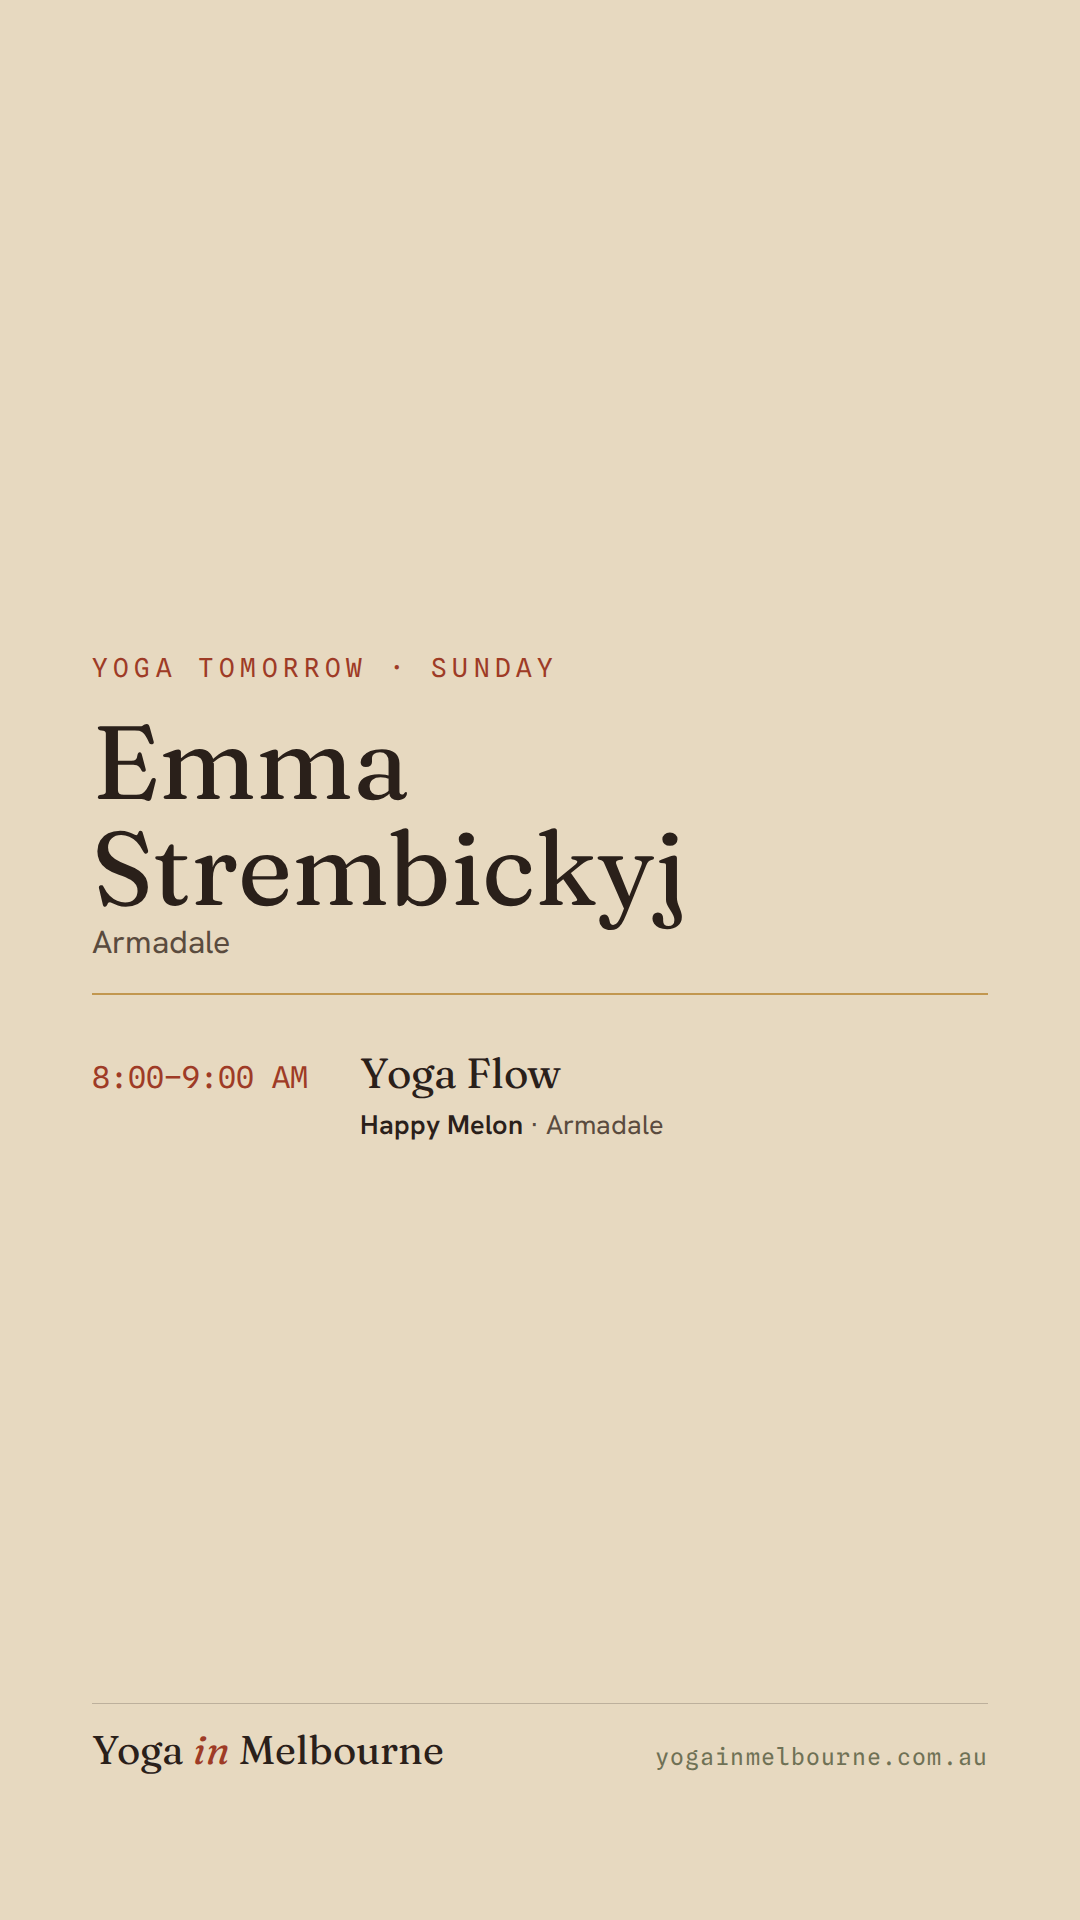 YOGA TOMORROW · SUNDAY
Emma
Strembickyj
Armadale
8:00–9:00 AM Yoga Flow
Happy Melon · Armadale
Yoga in Melbourne yogainmelbourne.com.au